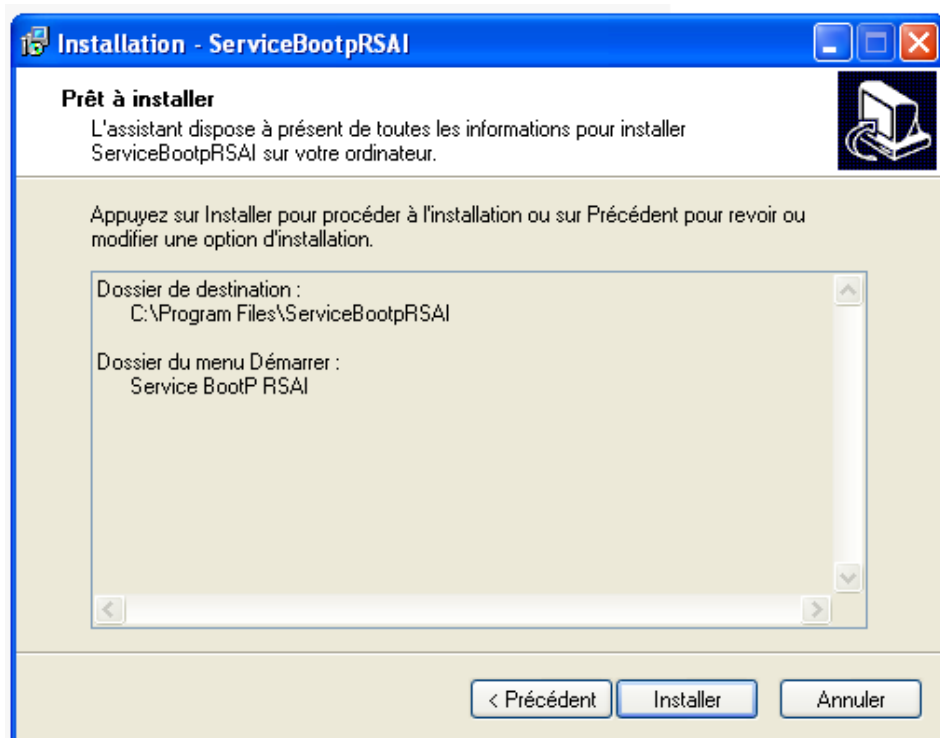 Installation - ServiceBootpRSAI
Prêt à installer
L'assistant dispose à présent de toutes les informations pour installer
ServiceBootpRSAI sur votre ordinateur.
Appuyez sur Installer pour procéder à l'installation ou sur Précédent pour revoir ou
modifier une option d'installation.
Dossier de destination :
C:\Program Files\ServiceBootpRSAI
Dossier du menu Démarrer :
Service BootP RSAI
< Précédent
Installer
Annuler